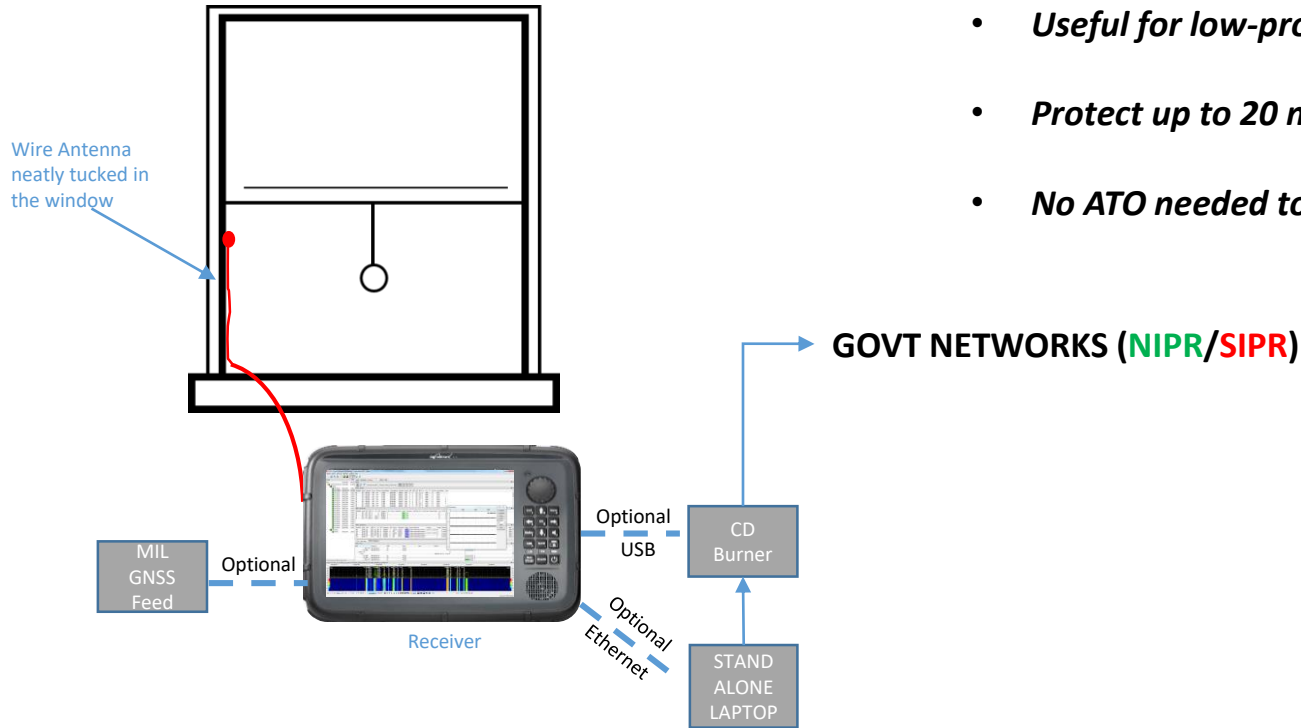 • Useful for low-pro
• Protect up to 20 n
• No ATO needed to
Wire Antenna
neatly tucked in
the window
GOVT NETWORKS (NIPR/SIPR)
Optional
USB
CD
Burner
MIL
GNSS
Feed
Optional
Receiver
Optional
Ethernet
STAND
ALONE
LAPTOP